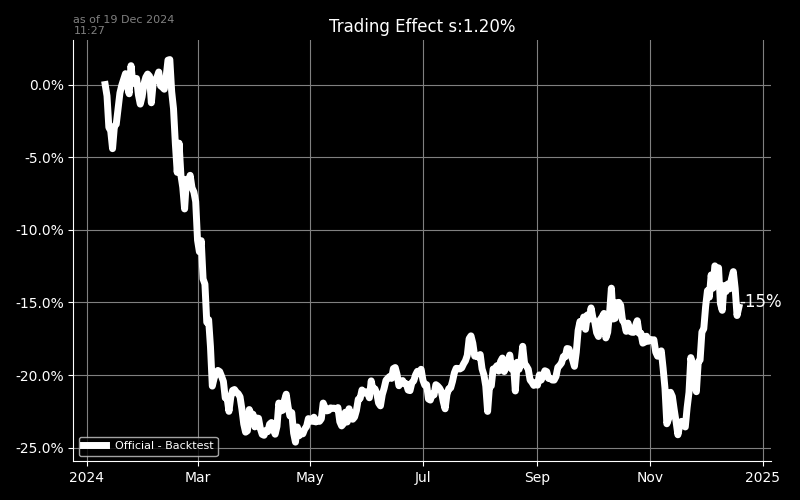 as of 19 Dec 2024
11:27
Trading Effect s:1.20%
0.0%
-5.0%
-10.0%
-15.0%
-20.0%
-25.0%
-15%
Official - Backtest
2024
Mar
May
Jul
Sep
Nov
2025